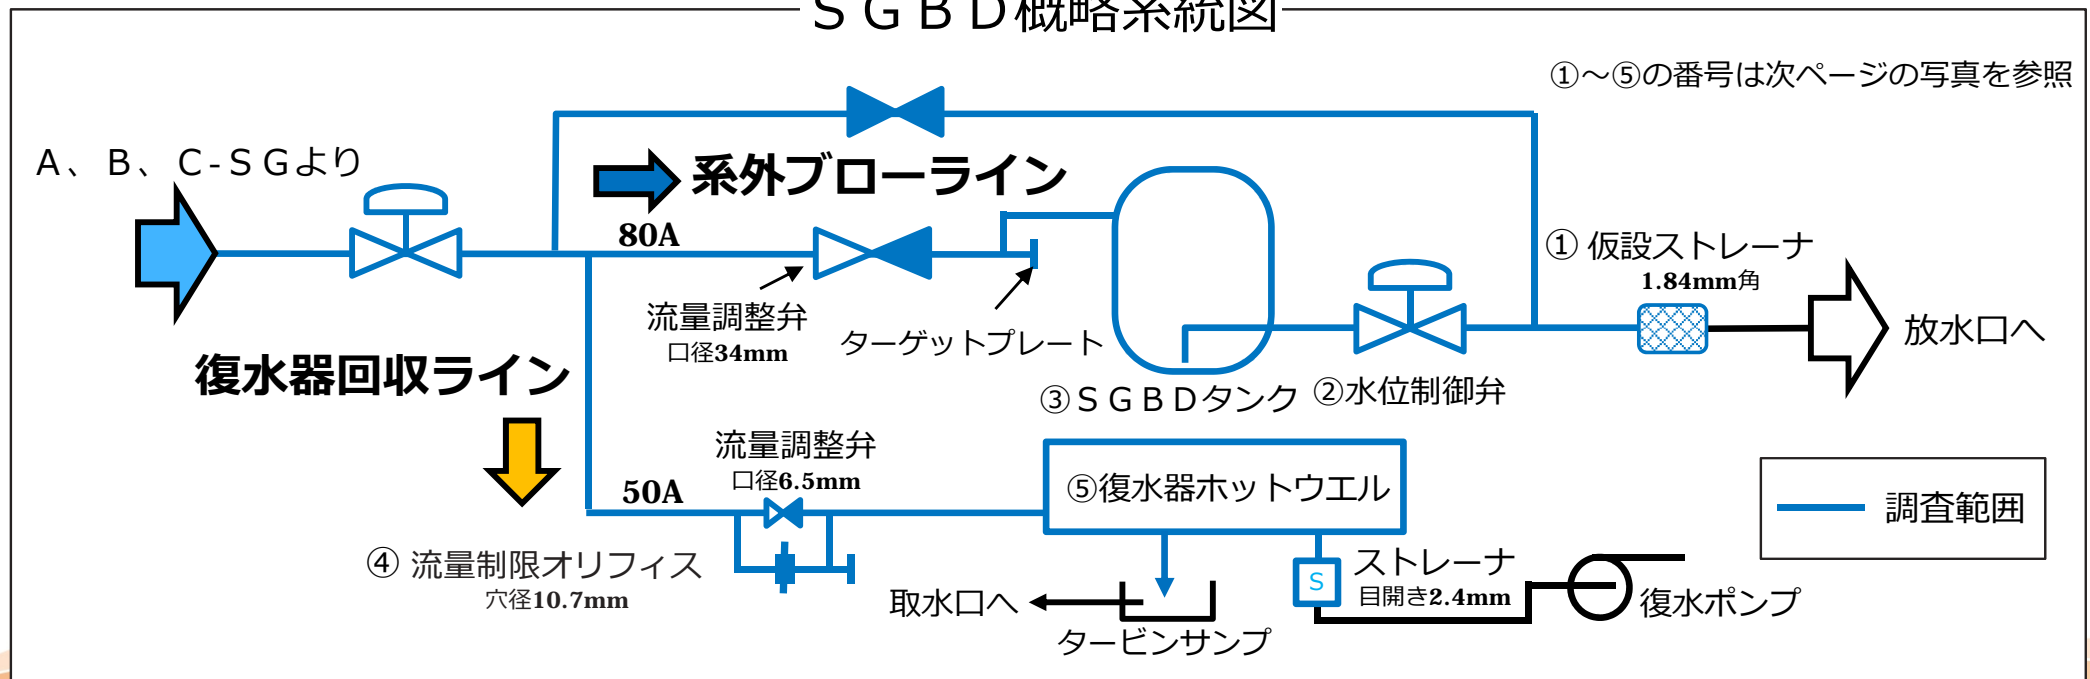 ＳＧＢＤ概略系統図
①～⑤の番号は次ページの写真を参照
Ａ、Ｂ、Ｃ-ＳＧより
系外ブローライン
80A
流量調整弁
口径34mm
ターゲットプレート
① 仮設ストレーナ
1.84mm角
放水口へ
③ＳＧＢＤタンク
②水位制御弁
復水器回収ライン
50A
流量調整弁
口径6.5mm
⑤復水器ホットウエル
調査範囲
④ 流量制限オリフィス
穴径10.7mm
取水口へ
タービンサンプ
S
ストレーナ
目開き2.4mm
復水ポンプ